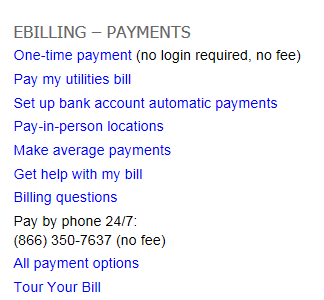 EBILLING – PAYMENTS
One-time payment (no login required, no fee)
Pay my utilities bill
Set up bank account automatic payments
Pay-in-person locations
Make average payments
Get help with my bill
Billing questions
Pay by phone 24/7:
(866) 350-7637 (no fee)
All payment options
Tour Your Bill